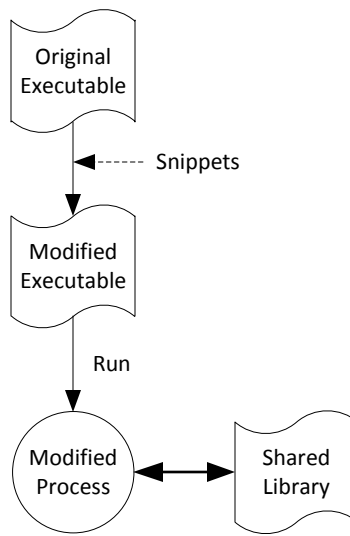 Original
Executable
Snippets
Modified
Executable
Run
Modified
Process
Shared
Library